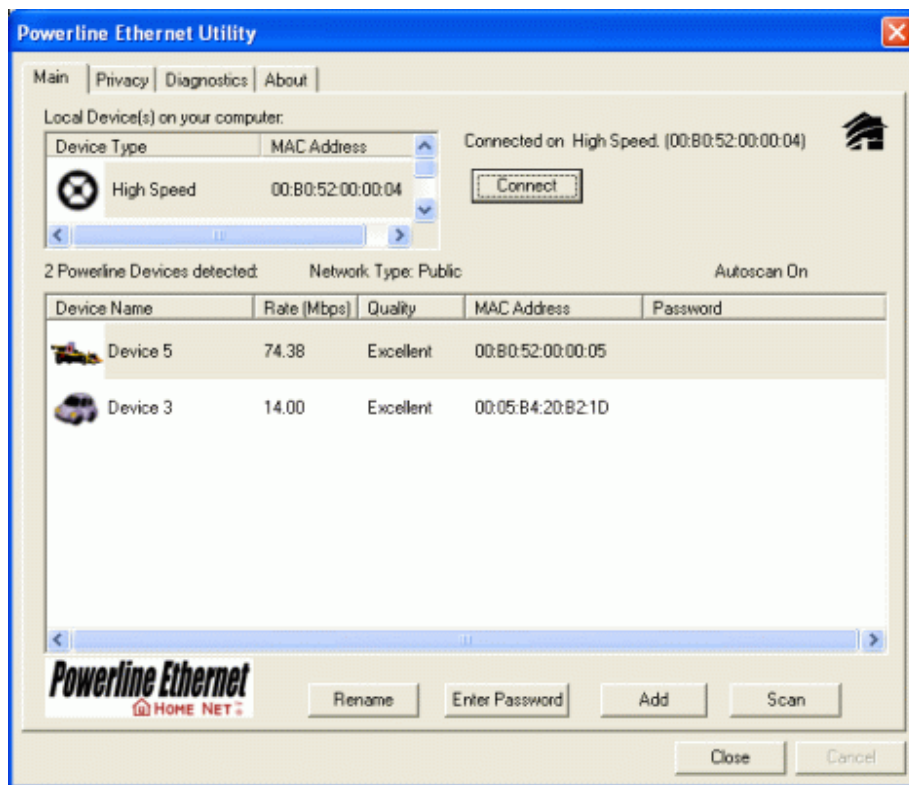 Powerline Ethernet Utility
Main Privacy Diagnostics About
Local Device(s) on your computer:
Device Type MAC Address
High Speed 00:B0:52:00:00:04
Connected on High Speed. (00:B0:52:00:00:04)
Connect
2 Powerline Devices detected: Network Type: Public Autoscan On
Device Name Rate (Mbps) Quality MAC Address Password
Device 5 74.38 Excellent 00:B0:52:00:00:05
Device 3 14.00 Excellent 00:05:B4:20:B2:1D
Powerline Ethernet
HOME NET
Rename Enter Password Add Scan
Close Cancel